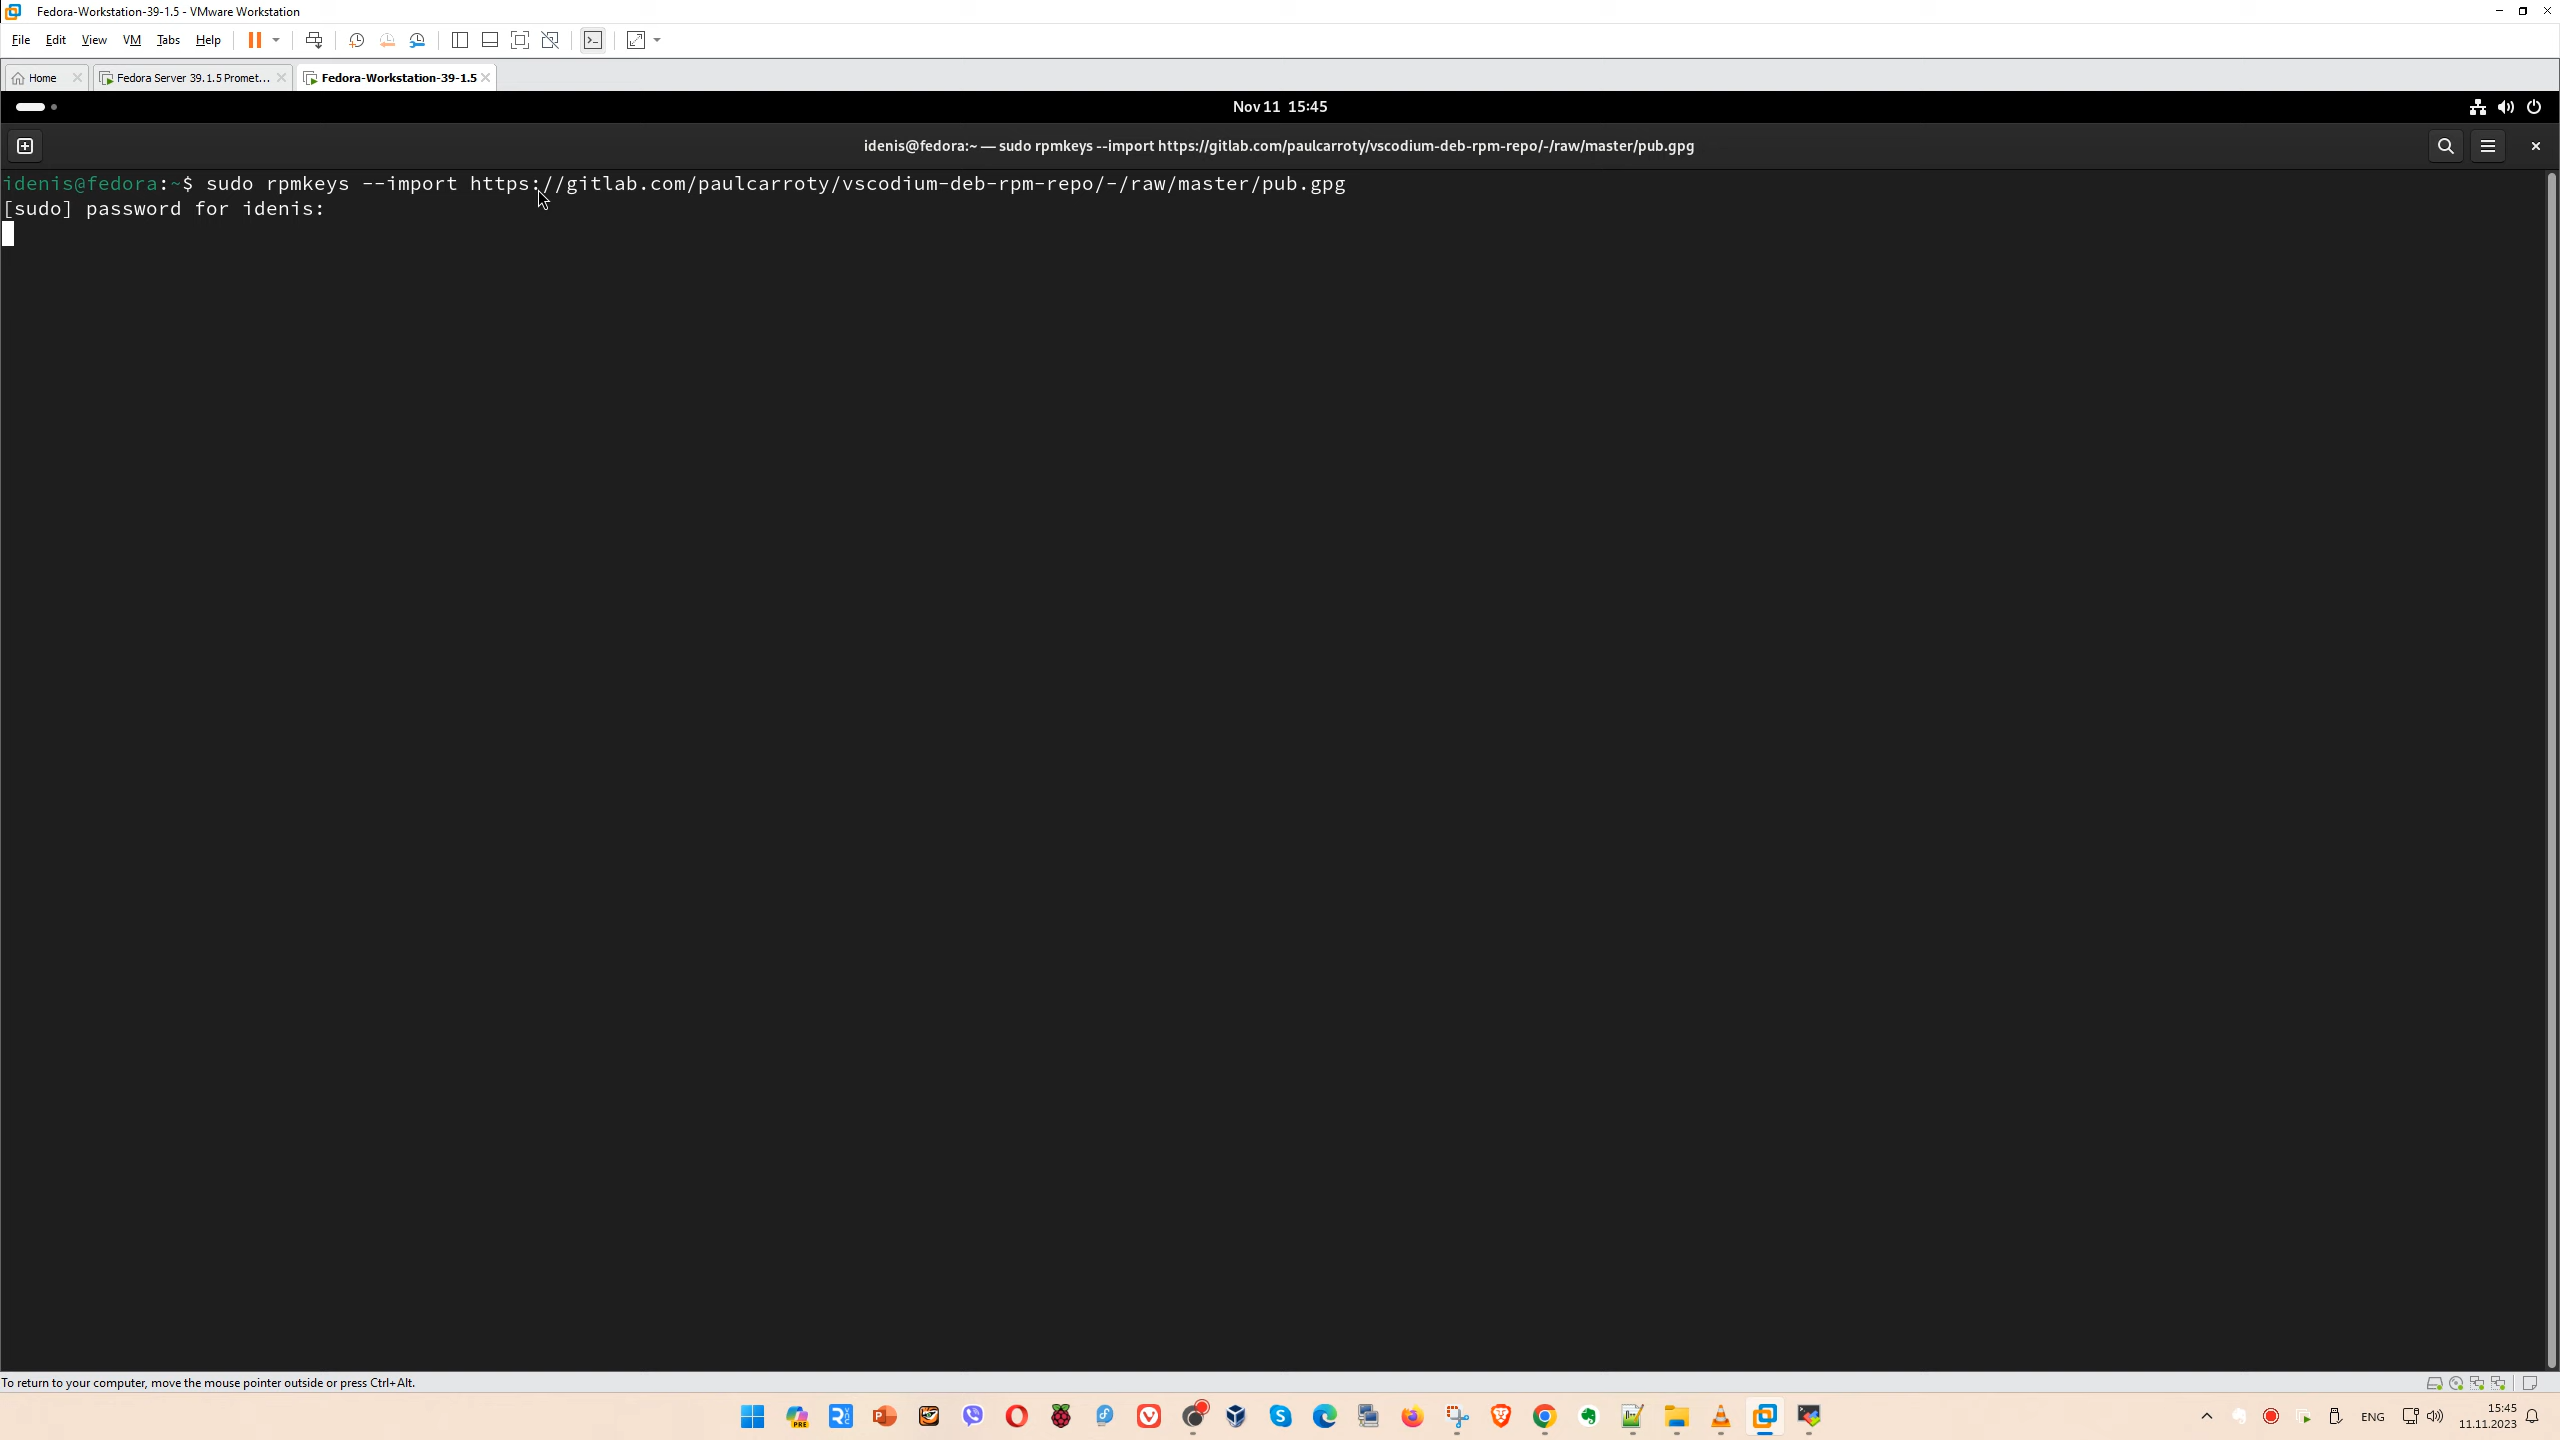 Fedora-Workstation-39-1.5 - VMware Workstation
File Edit View VM Tabs Help
Home Fedora Server 39.1.5 Promet... Fedora-Workstation-39-1.5
Nov 11 15:45
idenis@fedora:~ — sudo rpmkeys --import https://gitlab.com/paulcarroty/vscodium-deb-rpm-repo/-/raw/master/pub.gpg
idenis@fedora:~$ sudo rpmkeys --import https://gitlab.com/paulcarroty/vscodium-deb-rpm-repo/-/raw/master/pub.gpg
[sudo] password for idenis:
To return to your computer, move the mouse pointer outside or press Ctrl+Alt.
PRE
ENG
15:45
11.11.2023